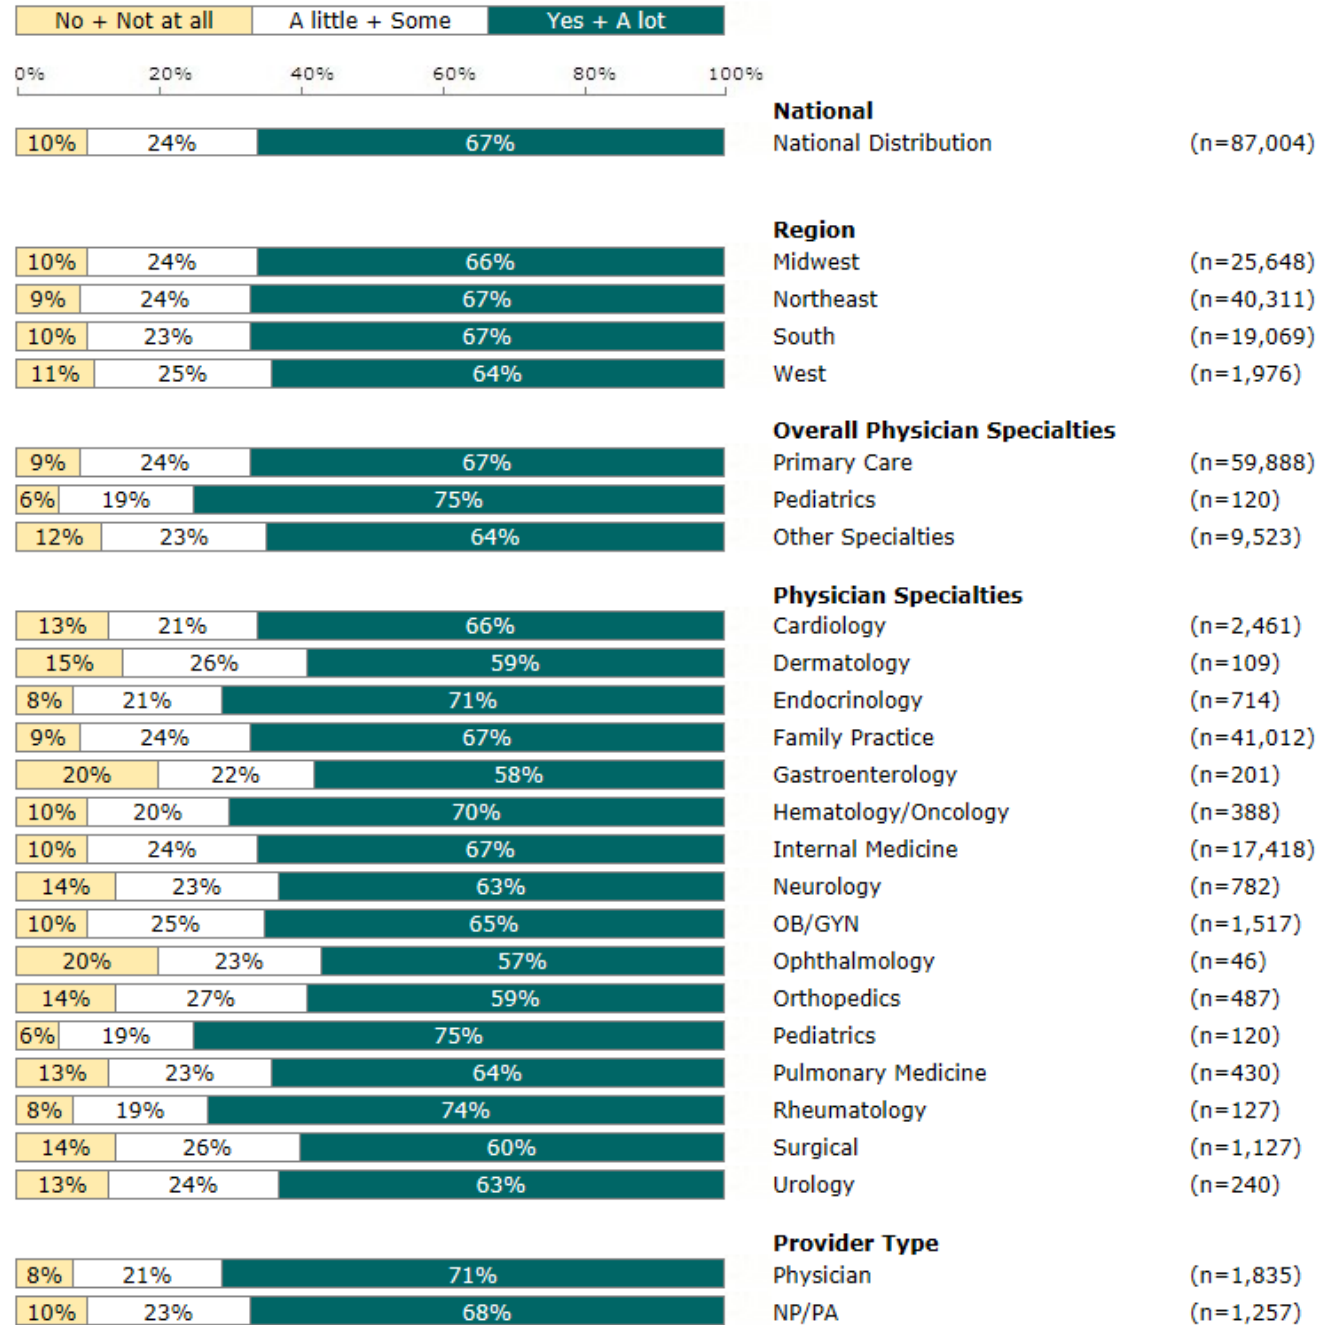 No + Not at all A little + Some Yes + A lot
0% 20% 40% 60% 80% 100%
National
10% 24% 67% National Distribution (n=87,004)
Region
10% 24% 66% Midwest (n=25,648)
9% 24% 67% Northeast (n=40,311)
10% 23% 67% South (n=19,069)
11% 25% 64% West (n=1,976)
Overall Physician Specialties
9% 24% 67% Primary Care (n=59,888)
6% 19% 75% Pediatrics (n=120)
12% 23% 64% Other Specialties (n=9,523)
Physician Specialties
13% 21% 66% Cardiology (n=2,461)
15% 26% 59% Dermatology (n=109)
8% 21% 71% Endocrinology (n=714)
9% 24% 67% Family Practice (n=41,012)
20% 22% 58% Gastroenterology (n=201)
10% 20% 70% Hematology/Oncology (n=388)
10% 24% 67% Internal Medicine (n=17,418)
14% 23% 63% Neurology (n=782)
10% 25% 65% OB/GYN (n=1,517)
20% 23% 57% Ophthalmology (n=46)
14% 27% 59% Orthopedics (n=487)
6% 19% 75% Pediatrics (n=120)
13% 23% 64% Pulmonary Medicine (n=430)
8% 19% 74% Rheumatology (n=127)
14% 26% 60% Surgical (n=1,127)
13% 24% 63% Urology (n=240)
Provider Type
8% 21% 71% Physician (n=1,835)
10% 23% 68% NP/PA (n=1,257)